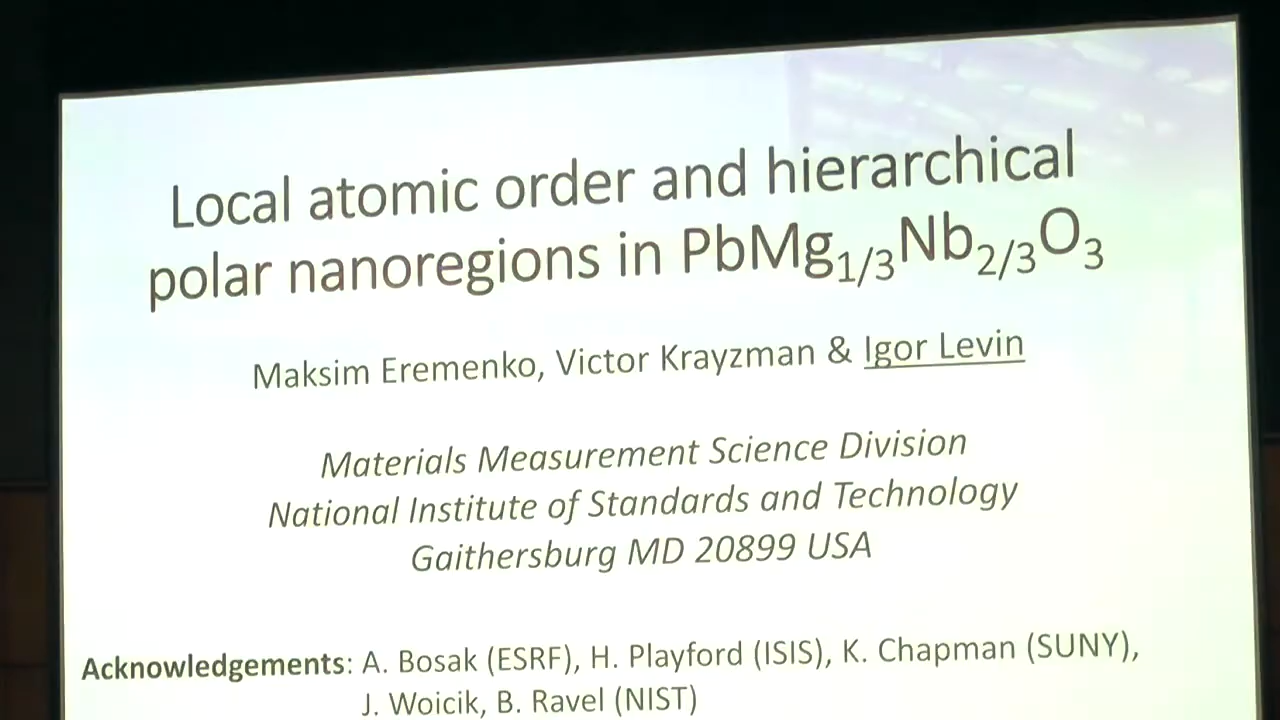 Local atomic order and hierarchical
polar nanoregions in PbMg1/3Nb2/3O3
Maksim Eremenko, Victor Krayzman & Igor Levin
Materials Measurement Science Division
National Institute of Standards and Technology
Gaithersburg MD 20899 USA
Acknowledgements: A. Bosak (ESRF), H. Playford (ISIS), K. Chapman (SUNY),
J. Woicik, B. Ravel (NIST)